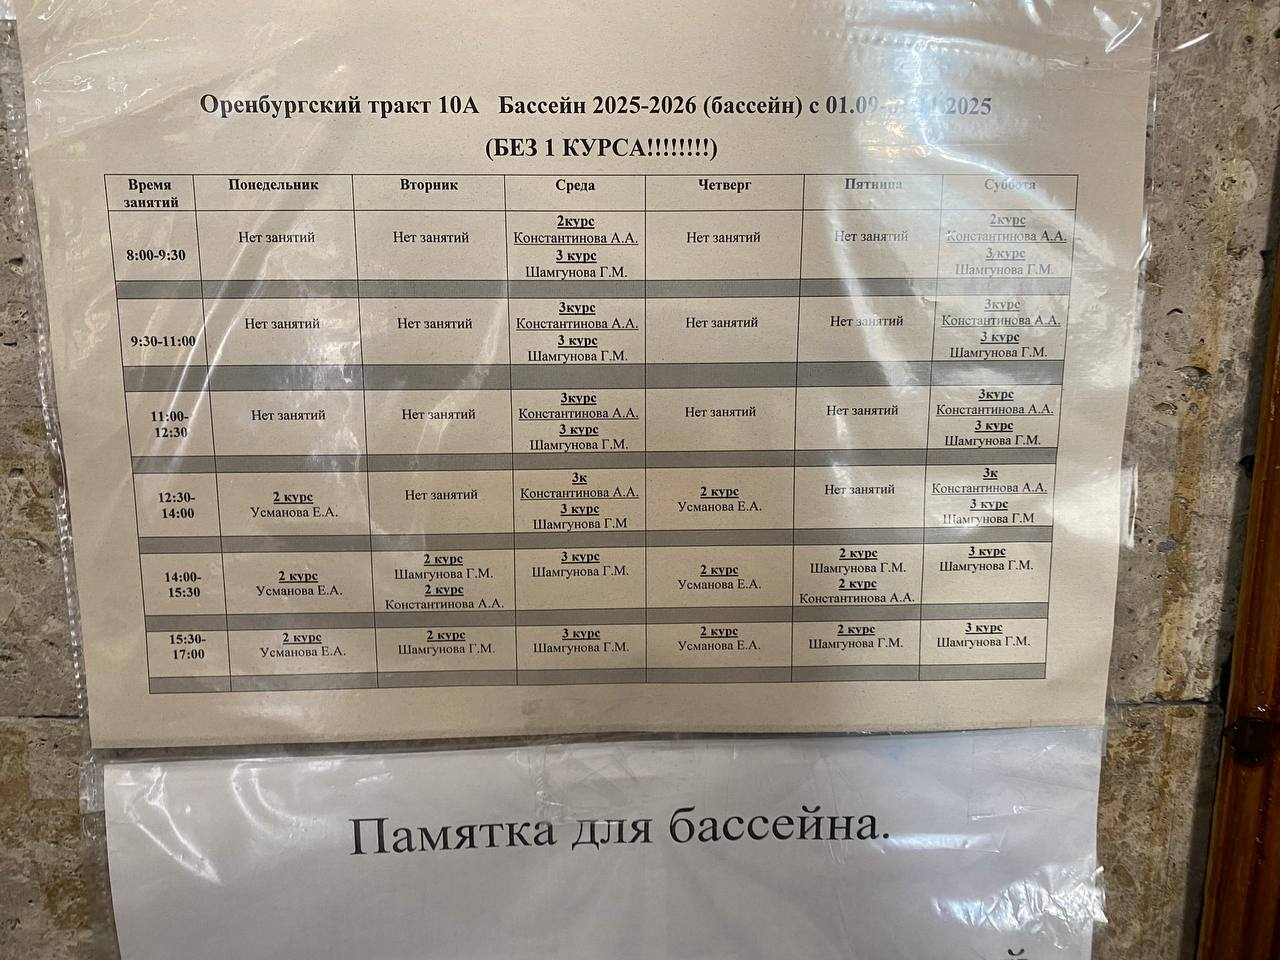 Оренбургский тракт 10А Бассейн 2025-2026 (бассейн) с 01.09- 2025
(БЕЗ 1 КУРСА!!!!!!!!)
Время занятий Понедельник Вторник Среда Четверг Пятница Суббота
8:00-9:30 Нет занятий Нет занятий 2курс Константинова А.А. 3 курс Шамгунова Г.М. Нет занятий Нет занятий 2курс Константинова А.А. 3 курс Шамгунова Г.М.
9:30-11:00 Нет занятий Нет занятий 3курс Константинова А.А. 3 курс Шамгунова Г.М. Нет занятий Нет занятий 3курс Константинова А.А. 3 курс Шамгунова Г.М.
11:00-12:30 Нет занятий Нет занятий 3курс Константинова А.А. 3 курс Шамгунова Г.М. Нет занятий Нет занятий 3курс Константинова А.А. 3 курс Шамгунова Г.М.
12:30-14:00 2 курс Усманова Е.А. Нет занятий 3к Константинова А.А. 3 курс Шамгунова Г.М 2 курс Усманова Е.А. Нет занятий 3к Константинова А.А. 3 курс Шамгунова Г.М
14:00-15:30 2 курс Усманова Е.А. 2 курс Шамгунова Г.М. 2 курс Константинова А.А. 3 курс Шамгунова Г.М. 2 курс Усманова Е.А. 2 курс Шамгунова Г.М. 2 курс Константинова А.А. 3 курс Шамгунова Г.М.
15:30-17:00 2 курс Усманова Е.А. 2 курс Шамгунова Г.М. 3 курс Шамгунова Г.М. 2 курс Усманова Е.А. 2 курс Шамгунова Г.М. 3 курс Шамгунова Г.М.
Памятка для бассейна.